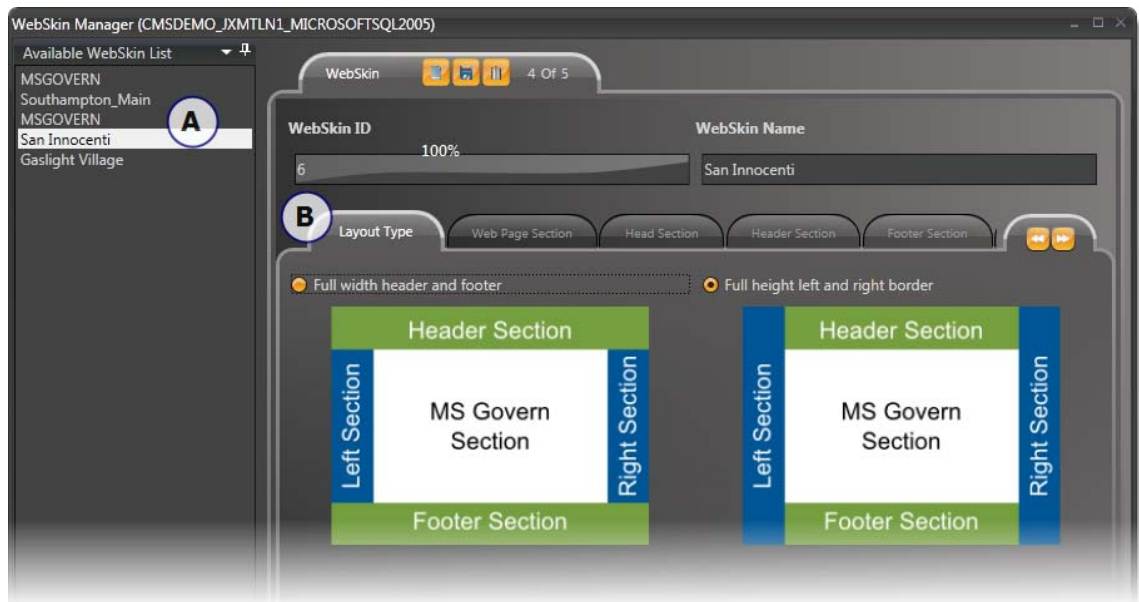 WebSkin Manager (CMSDEMO_JXMTLN1_MICROSOFTSQL2005)
Available WebSkin List
MSGOVERN
Southampton_Main
MSGOVERN
San Innocenti
Gaslight Village
A
WebSkin 4 Of 5
WebSkin ID WebSkin Name
100%
6 San Innocenti
B
Layout Type Web Page Section Head Section Header Section Footer Section
Full width header and footer Full height left and right border
Header Section
Left Section
MS Govern
Section
Right Section
Footer Section
Header Section
Left Section
MS Govern
Section
Right Section
Footer Section